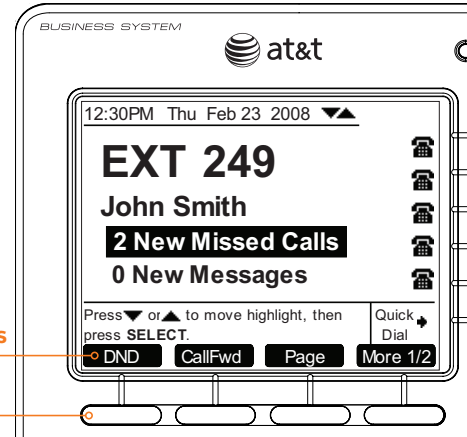 BUSINESS SYSTEM
at&t
12:30PM Thu Feb 23 2008 ▼▲
EXT 249
John Smith
2 New Missed Calls
0 New Messages
Press▼ or▲ to move highlight, then
press SELECT.
Quick
Dial
DND CallFwd Page More 1/2
s